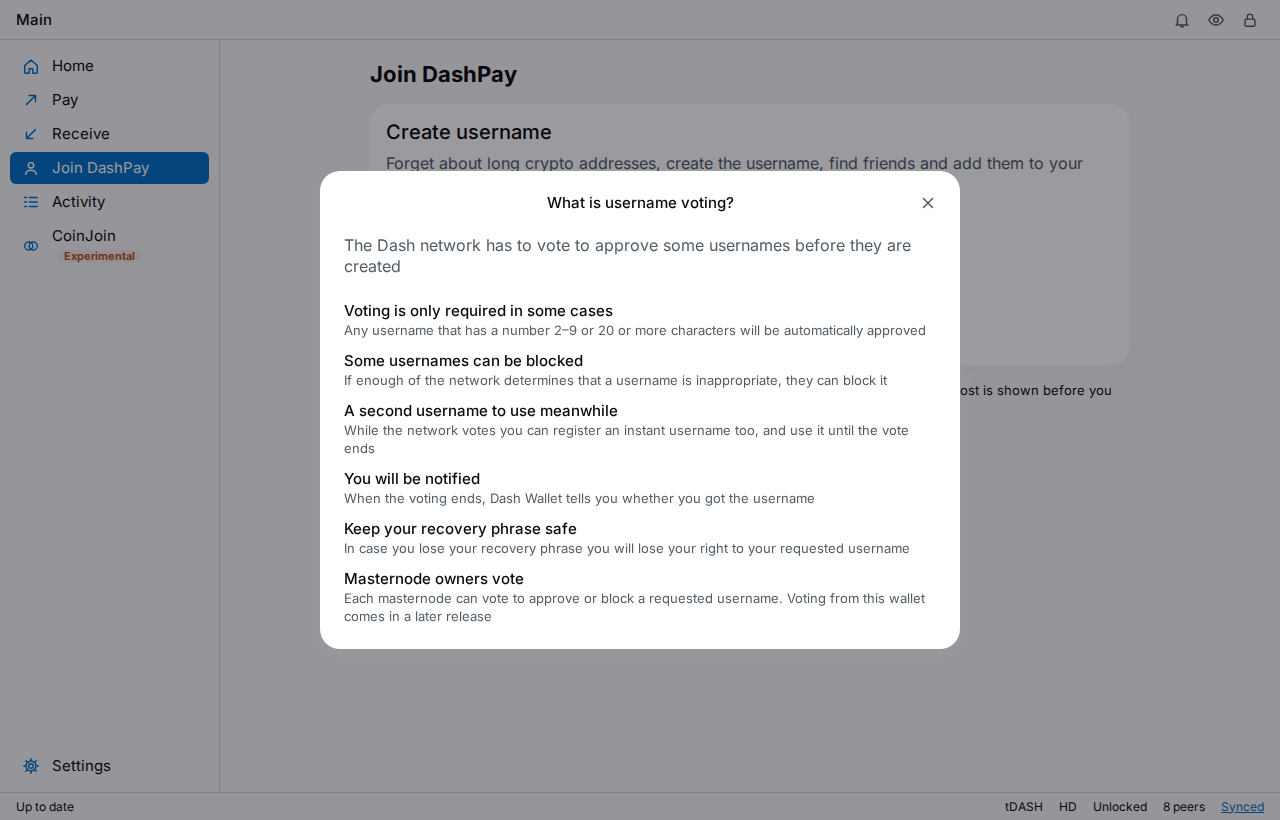 Main
Home
Pay
Receive
Join DashPay
Activity
CoinJoin
Experimental
Settings
Join DashPay
Create username
Forget about long crypto addresses, create the username, find friends and add them to your
What is username voting?
The Dash network has to vote to approve some usernames before they are
created
Voting is only required in some cases
Any username that has a number 2–9 or 20 or more characters will be automatically approved
Some usernames can be blocked
If enough of the network determines that a username is inappropriate, they can block it
A second username to use meanwhile
While the network votes you can register an instant username too, and use it until the vote
ends
You will be notified
When the voting ends, Dash Wallet tells you whether you got the username
Keep your recovery phrase safe
In case you lose your recovery phrase you will lose your right to your requested username
Masternode owners vote
Each masternode can vote to approve or block a requested username. Voting from this wallet
comes in a later release
is shown before you
Up to date
tDASH HD Unlocked 8 peers Synced